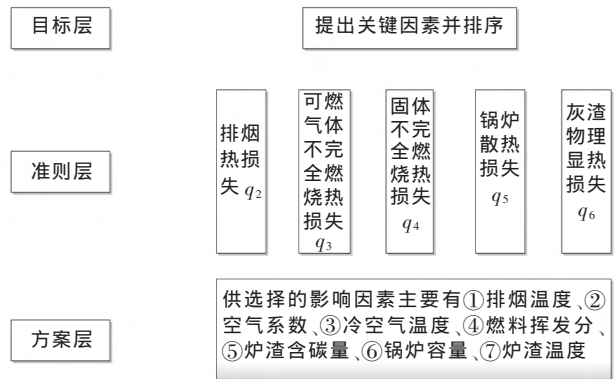 目标层
提出关键因素并排序
准则层
排烟
热损
失 q2
可燃
气体
不完
全燃
烧热
损失
q3
固体
不完
全燃
烧热
损失
q4
锅炉
散热
损失
q5
灰渣
物理
显热
损失
q6
方案层
供选择的影响因素主要有①排烟温度、②
空气系数、③冷空气温度、④燃料挥发分、
⑤炉渣含碳量、⑥锅炉容量、⑦炉渣温度